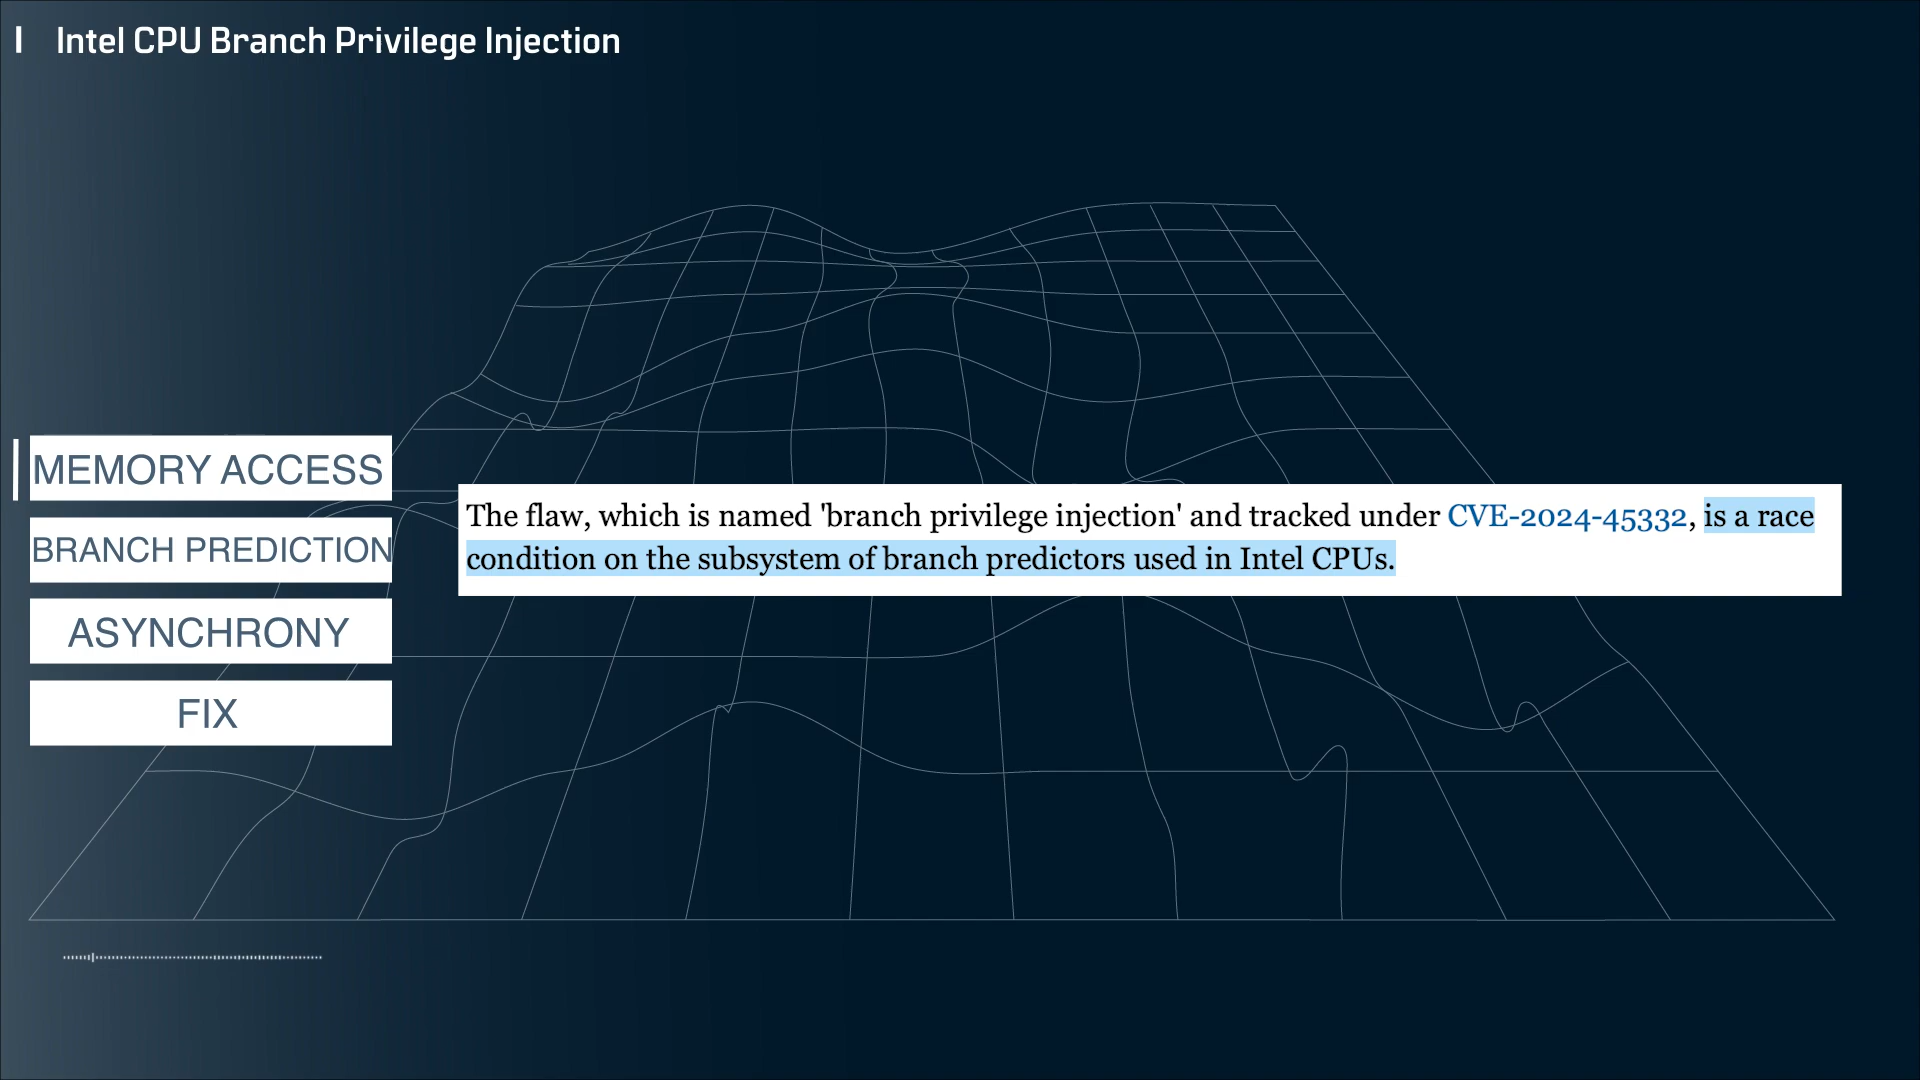 Intel CPU Branch Privilege Injection
MEMORY ACCESS
BRANCH PREDICTION
ASYNCHRONY
FIX
The flaw, which is named 'branch privilege injection' and tracked under CVE-2024-45332, is a race
condition on the subsystem of branch predictors used in Intel CPUs.